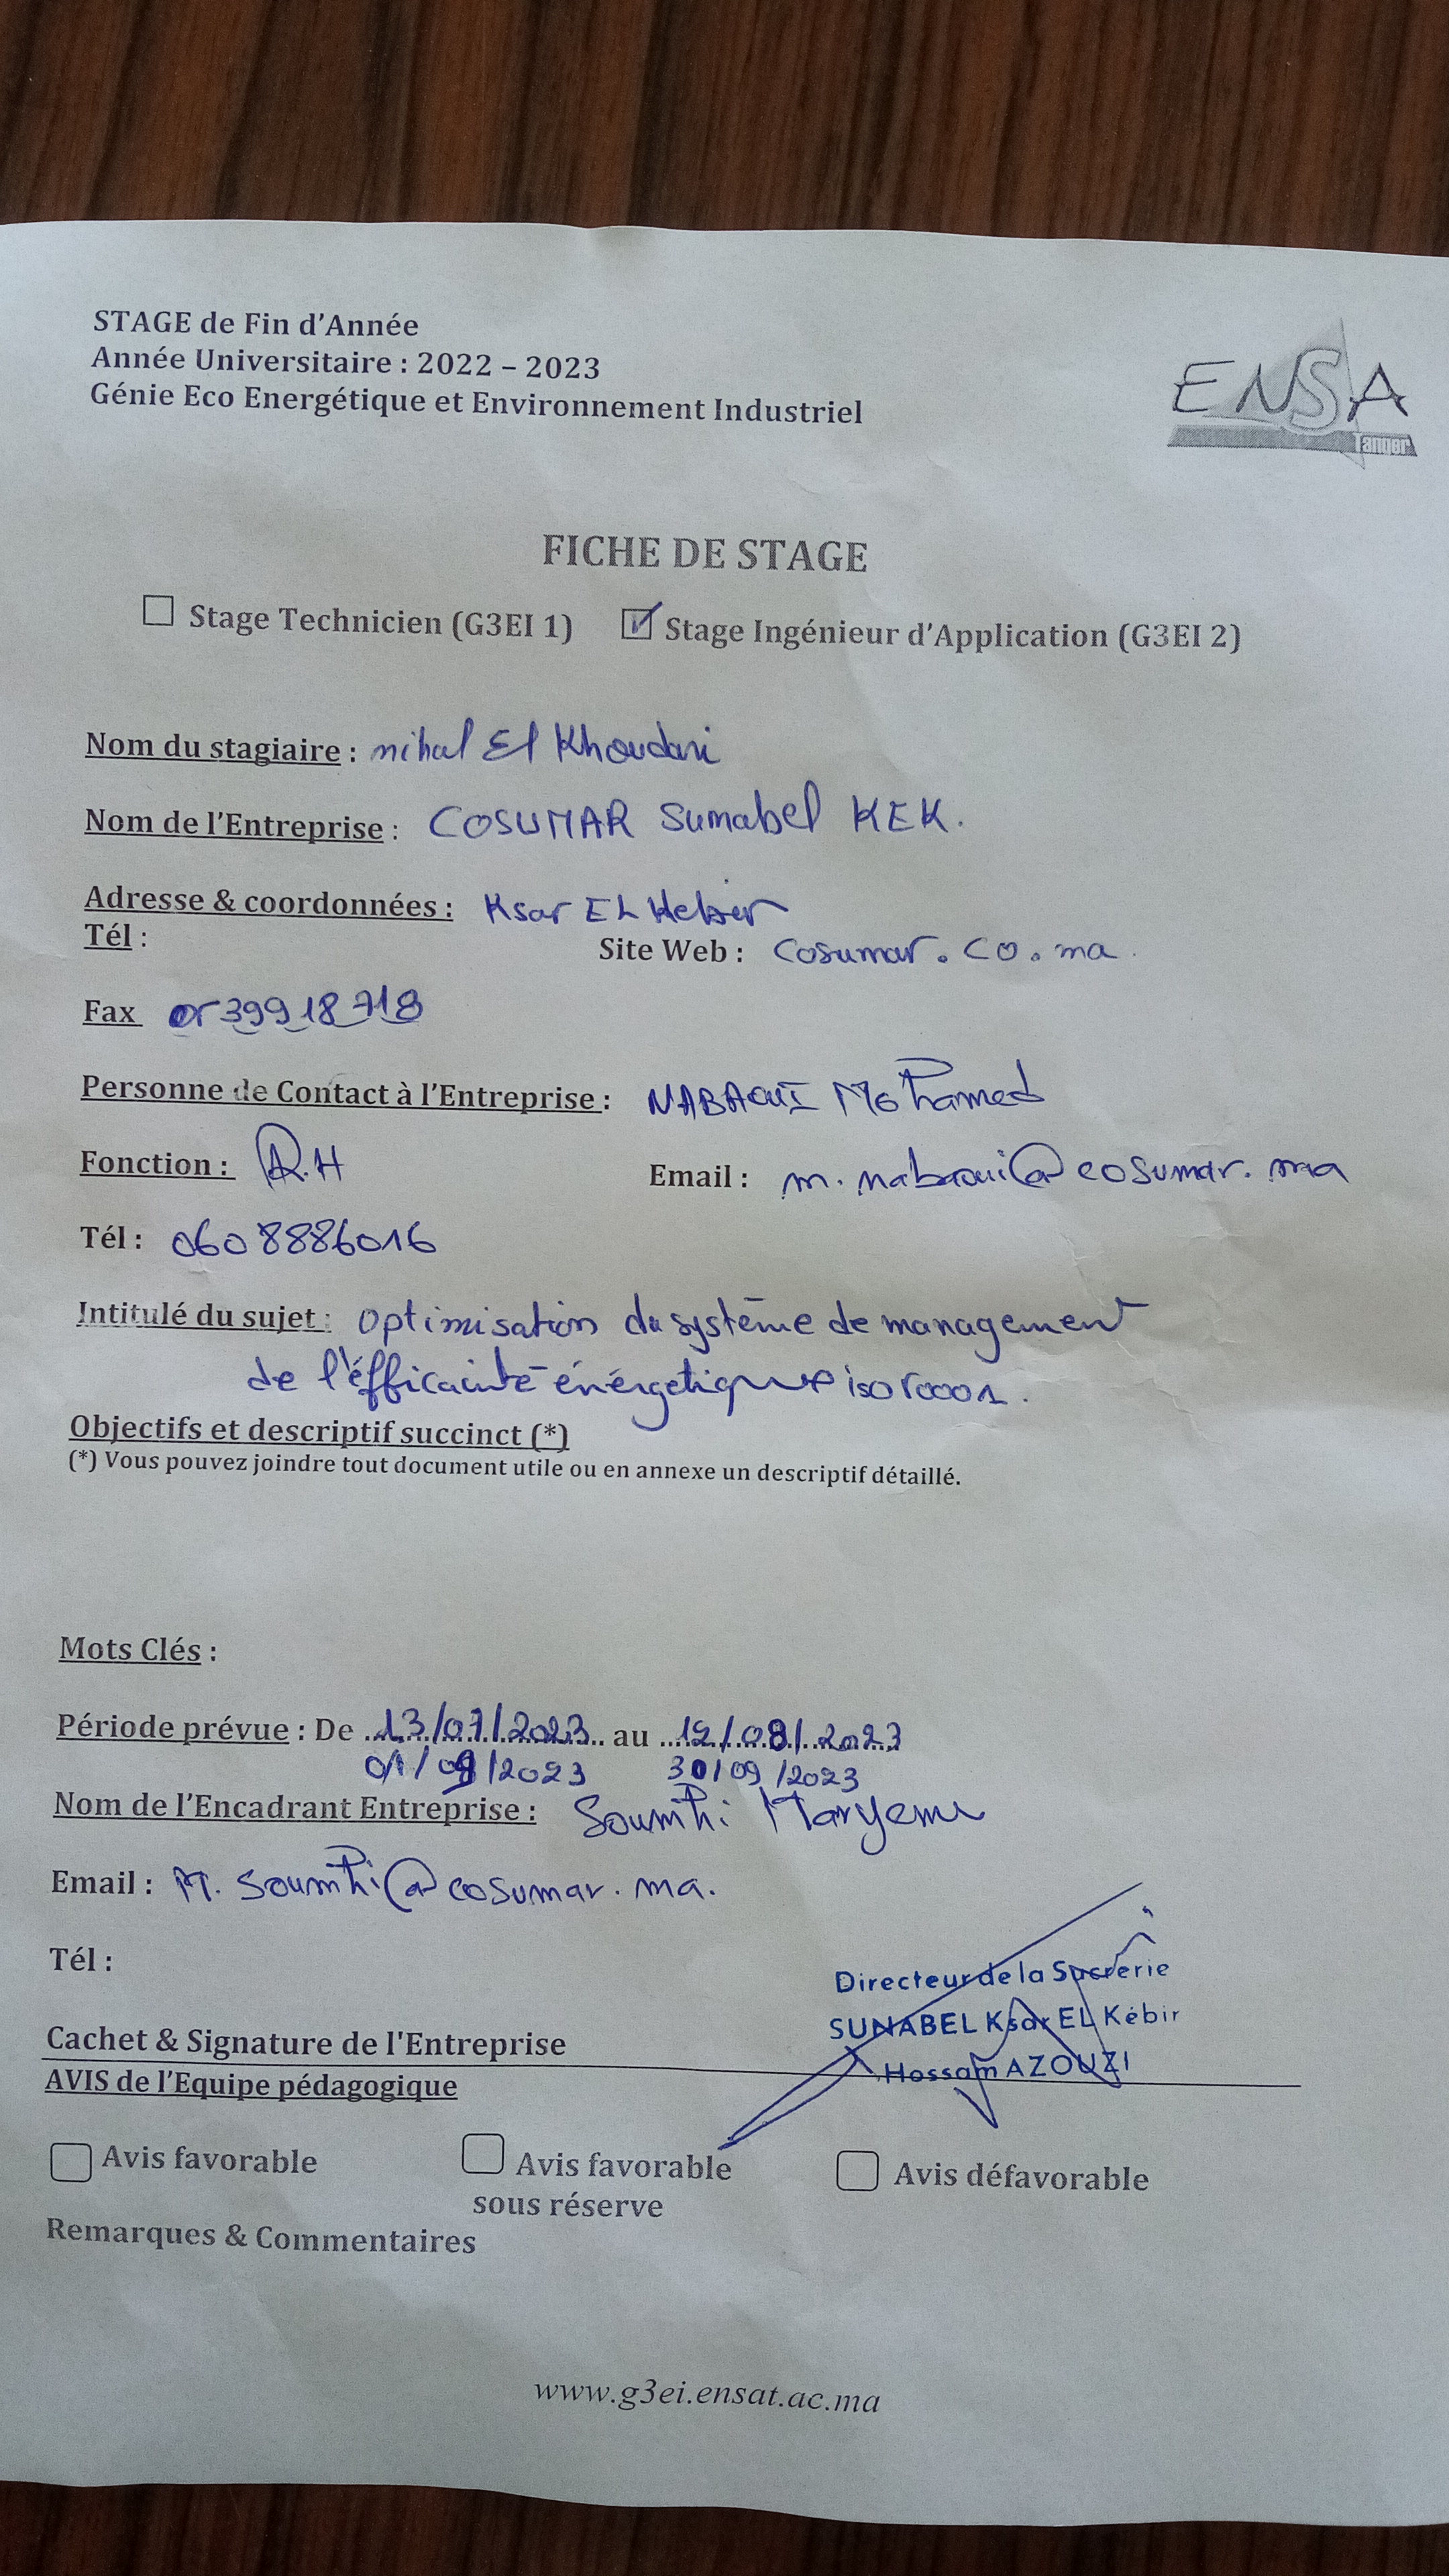 STAGE de Fin d'Année
Année Universitaire : 2022 – 2023
Génie Eco Energétique et Environnement Industriel
ENSA
Tanger
FICHE DE STAGE
Stage Technicien (G3EI 1) Stage Ingénieur d'Application (G3EI 2)
Nom du stagiaire : nihal El Khoudari
Nom de l'Entreprise : COSUMAR Sunabel KEK.
Adresse & coordonnées : Ksar EL Kebir
Tél : Site Web : Cosumar.co.ma
Fax 0539918718
Personne de Contact à l'Entreprise : NABAOUI Mohamed
Fonction : R.H Email : m.nabaoui@cosumar.ma
Tél : 0608886016
Intitulé du sujet : Optimisation du système de management
de l'éfficacité énérgetique iso 50001.
Objectifs et descriptif succinct (*)
(*) Vous pouvez joindre tout document utile ou en annexe un descriptif détaillé.
Mots Clés :
Période prévue : De 13/07/2023 au 12/08/2023
01/09/2023 30/09/2023
Nom de l'Encadrant Entreprise : Soumhi Maryem
Email : M.Soumhi@cosumar.ma.
Tél :
Directeur de la Sucrerie
SUNABEL Ksar EL Kébir
Hossam AZOUZI
Cachet & Signature de l'Entreprise
AVIS de l'Equipe pédagogique
Avis favorable Avis favorable Avis défavorable
sous réserve
Remarques & Commentaires
www.g3ei.ensat.ac.ma